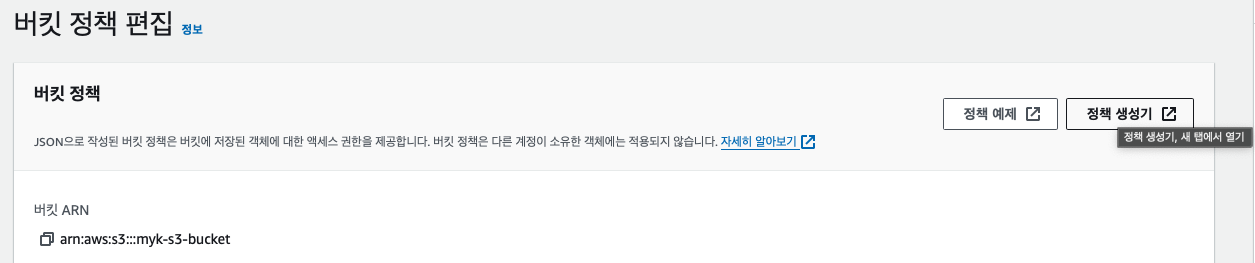 버킷 정책 편집 정보
버킷 정책
정책 예제
정책 생성기
정책 생성기, 새 탭에서 열기
JSON으로 작성된 버킷 정책은 버킷에 저장된 객체에 대한 액세스 권한을 제공합니다. 버킷 정책은 다른 계정이 소유한 객체에는 적용되지 않습니다. 자세히 알아보기
버킷 ARN
arn:aws:s3:::myk-s3-bucket